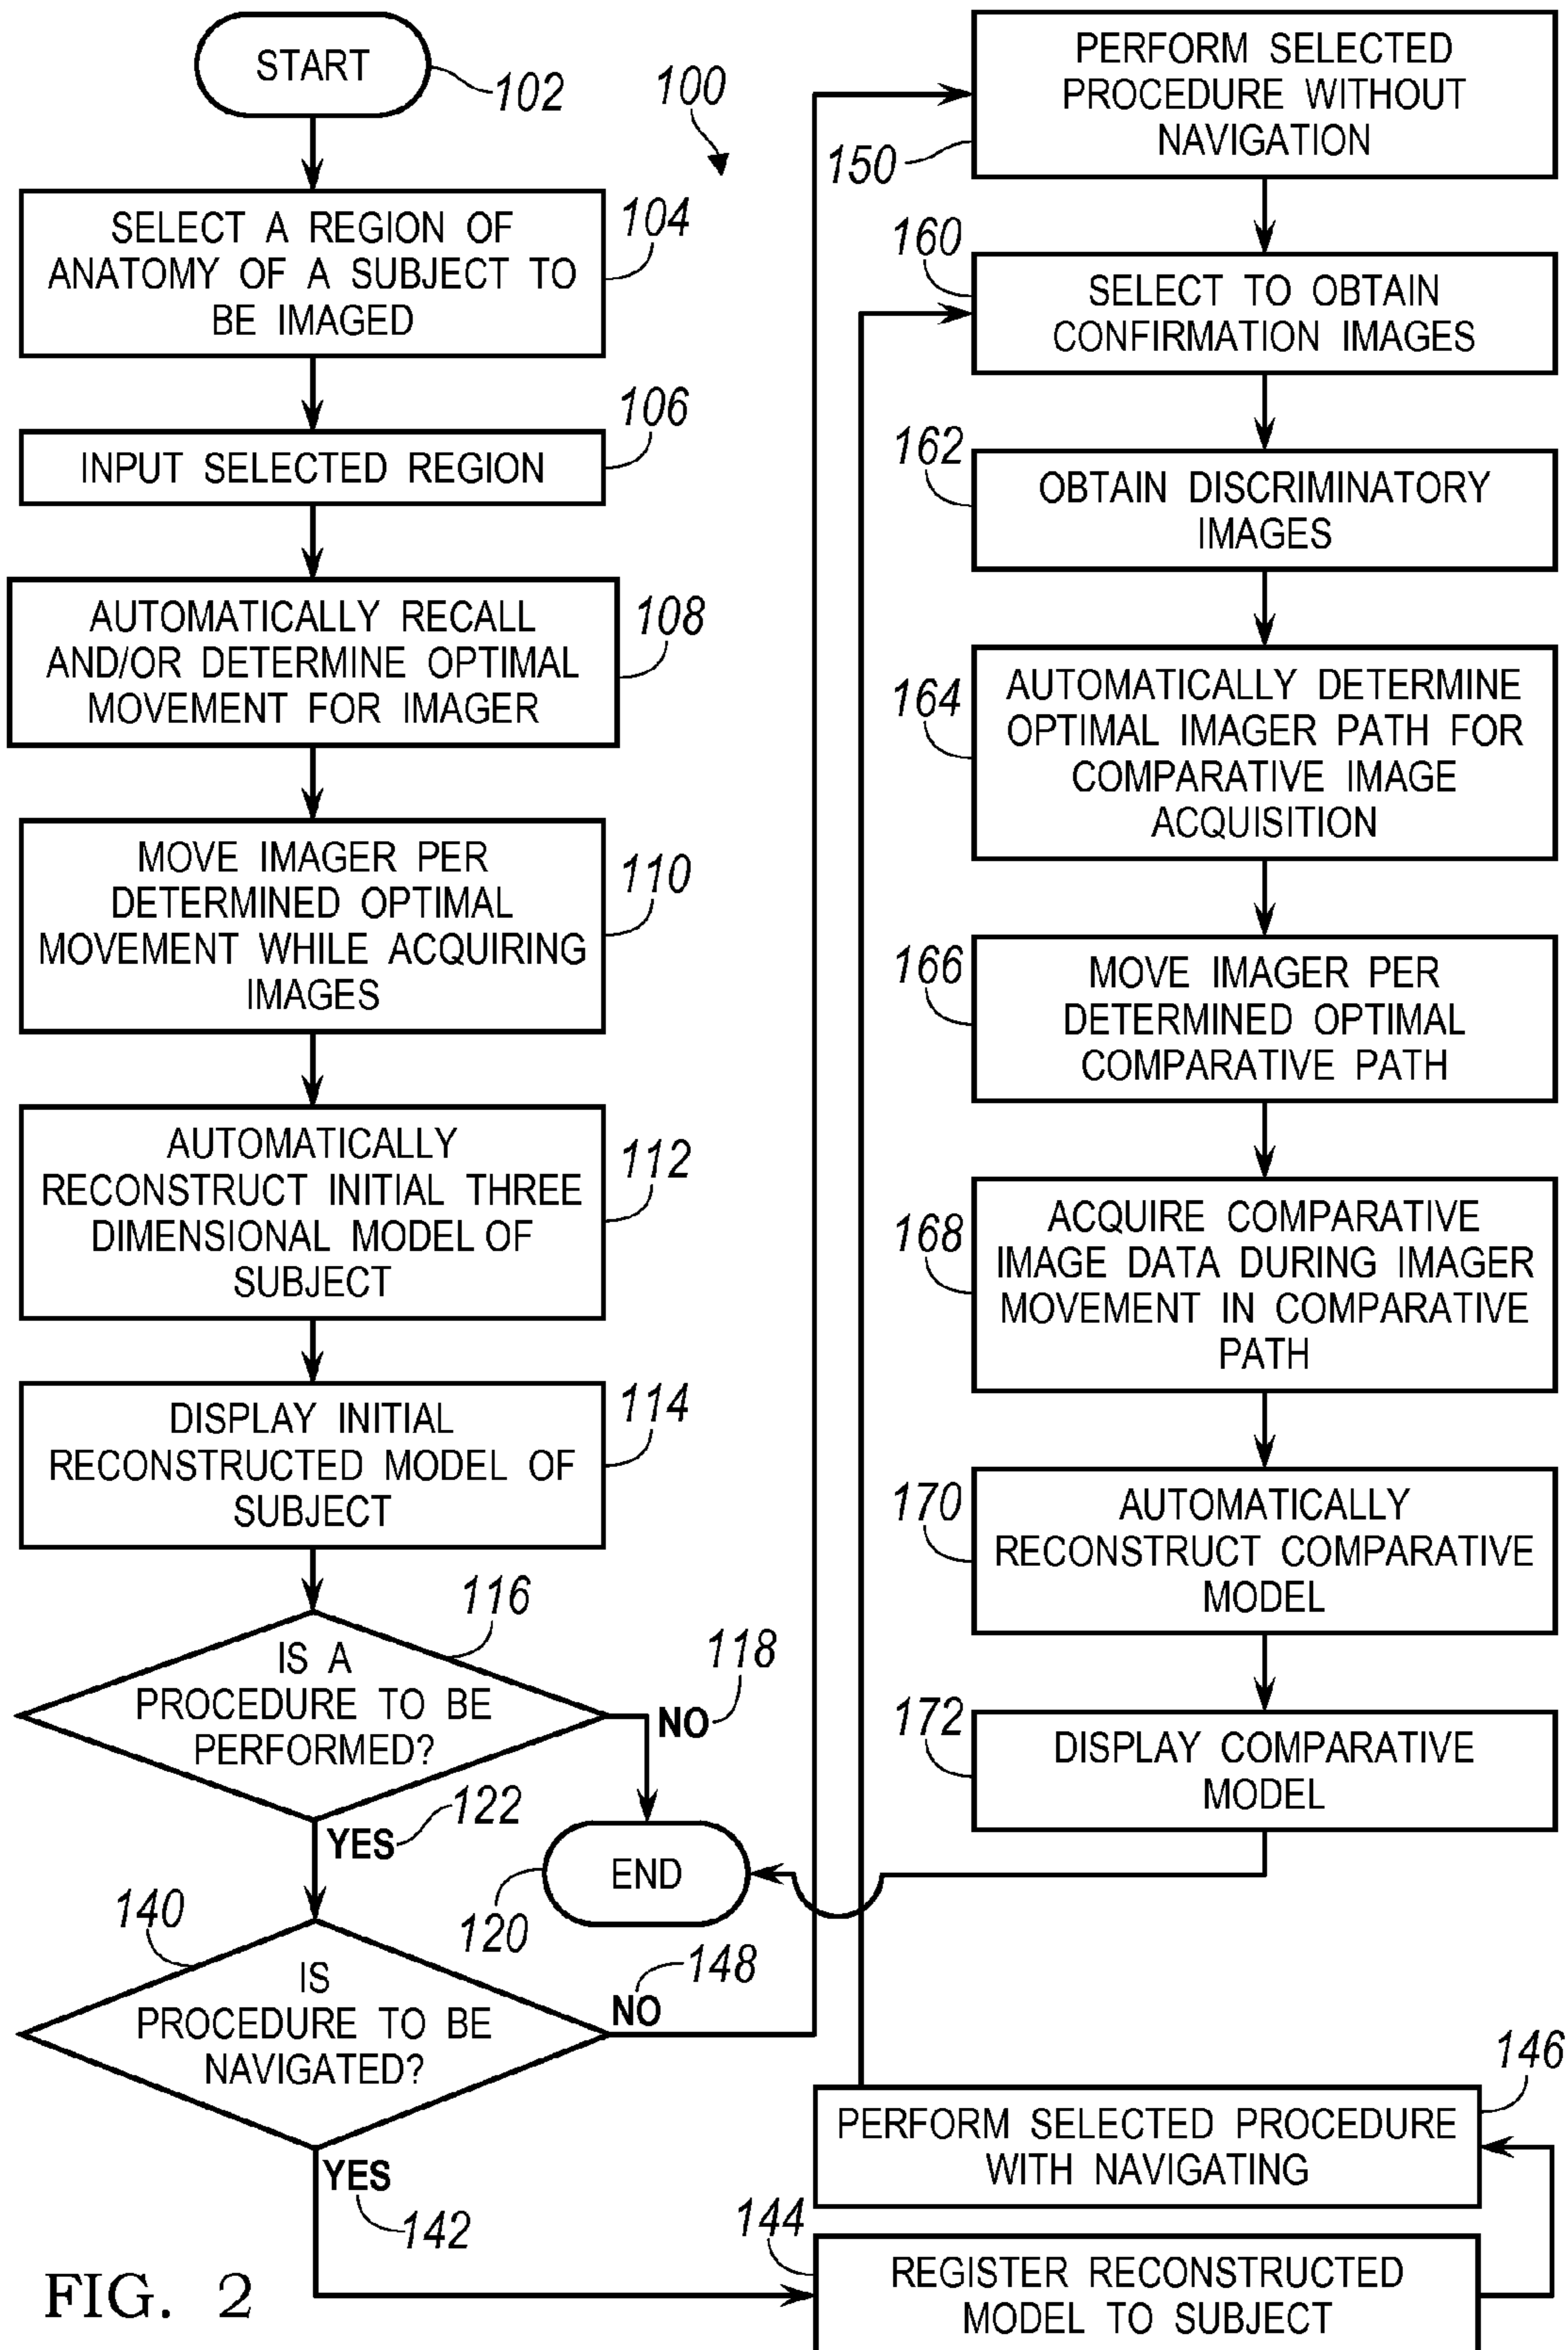 START
102
100
SELECT A REGION OF
ANATOMY OF A SUBJECT TO
BE IMAGED
104
INPUT SELECTED REGION
106
AUTOMATICALLY RECALL
AND/OR DETERMINE OPTIMAL
MOVEMENT FOR IMAGER
108
MOVE IMAGER PER
DETERMINED OPTIMAL
MOVEMENT WHILE ACQUIRING
IMAGES
110
AUTOMATICALLY
RECONSTRUCT INITIAL THREE
DIMENSIONAL MODEL OF
SUBJECT
112
DISPLAY INITIAL
RECONSTRUCTED MODEL OF
SUBJECT
114
IS A
PROCEDURE TO BE
PERFORMED?
116
118
NO
YES
122
END
120
140
IS
PROCEDURE TO BE
NAVIGATED?
NO
148
YES
142
PERFORM SELECTED
PROCEDURE WITHOUT
NAVIGATION
150
160
SELECT TO OBTAIN
CONFIRMATION IMAGES
162
OBTAIN DISCRIMINATORY
IMAGES
164
AUTOMATICALLY DETERMINE
OPTIMAL IMAGER PATH FOR
COMPARATIVE IMAGE
ACQUISITION
166
MOVE IMAGER PER
DETERMINED OPTIMAL
COMPARATIVE PATH
168
ACQUIRE COMPARATIVE
IMAGE DATA DURING IMAGER
MOVEMENT IN COMPARATIVE
PATH
170
AUTOMATICALLY
RECONSTRUCT COMPARATIVE
MODEL
172
DISPLAY COMPARATIVE
MODEL
146
PERFORM SELECTED PROCEDURE
WITH NAVIGATING
144
REGISTER RECONSTRUCTED
MODEL TO SUBJECT
FIG. 2